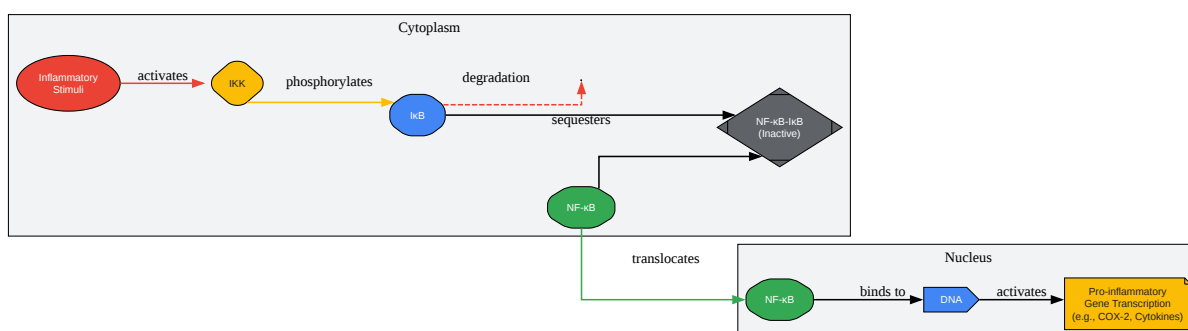 Cytoplasm
Inflammatory
Stimuli
activates
IKK
phosphorylates
IκB
degradation
.
sequesters
NF-κB-IκB
(Inactive)
NF-κB
translocates
Nucleus
NF-κB
binds to
DNA
activates
Pro-inflammatory
Gene Transcription
(e.g., COX-2, Cytokines)